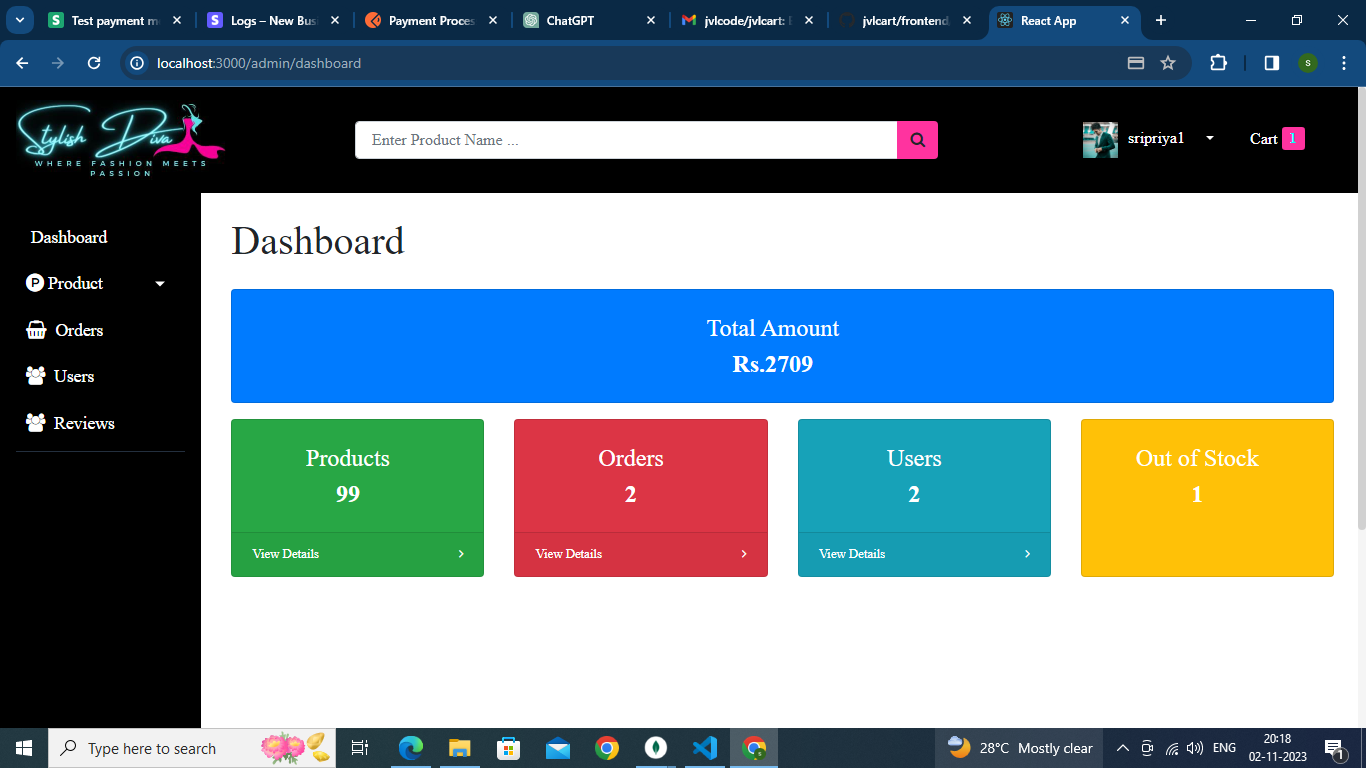 Test payment m
Logs – New Busi
Payment Proces
ChatGPT
jvlcode/jvlcart:
jvlcart/frontend
React App
localhost:3000/admin/dashboard
s
Stylish Diva
WHERE FASHION MEETS
PASSION
Enter Product Name ...
sripriya1
Cart 1
Dashboard
P Product
Orders
Users
Reviews
Dashboard
Total Amount
Rs.2709
Products
99
View Details
Orders
2
View Details
Users
2
View Details
Out of Stock
1
Type here to search
28°C Mostly clear
ENG
20:18
02-11-2023
1